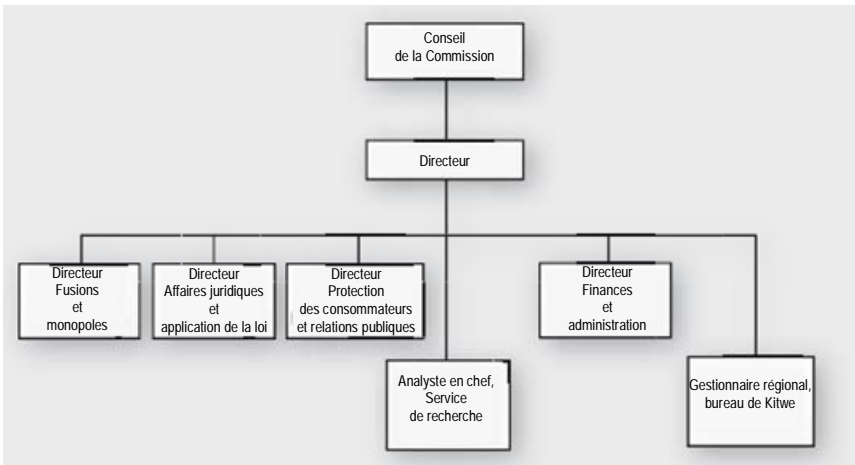 Conseil
de la Commission
Directeur
Directeur
Fusions
et
monopoles
Directeur
Affaires juridiques
et
application de la loi
Directeur
Protection
des consommateurs
et relations publiques
Directeur
Finances
et
administration
Analyste en chef,
Service
de recherche
Gestionnaire régional,
bureau de Kitwe